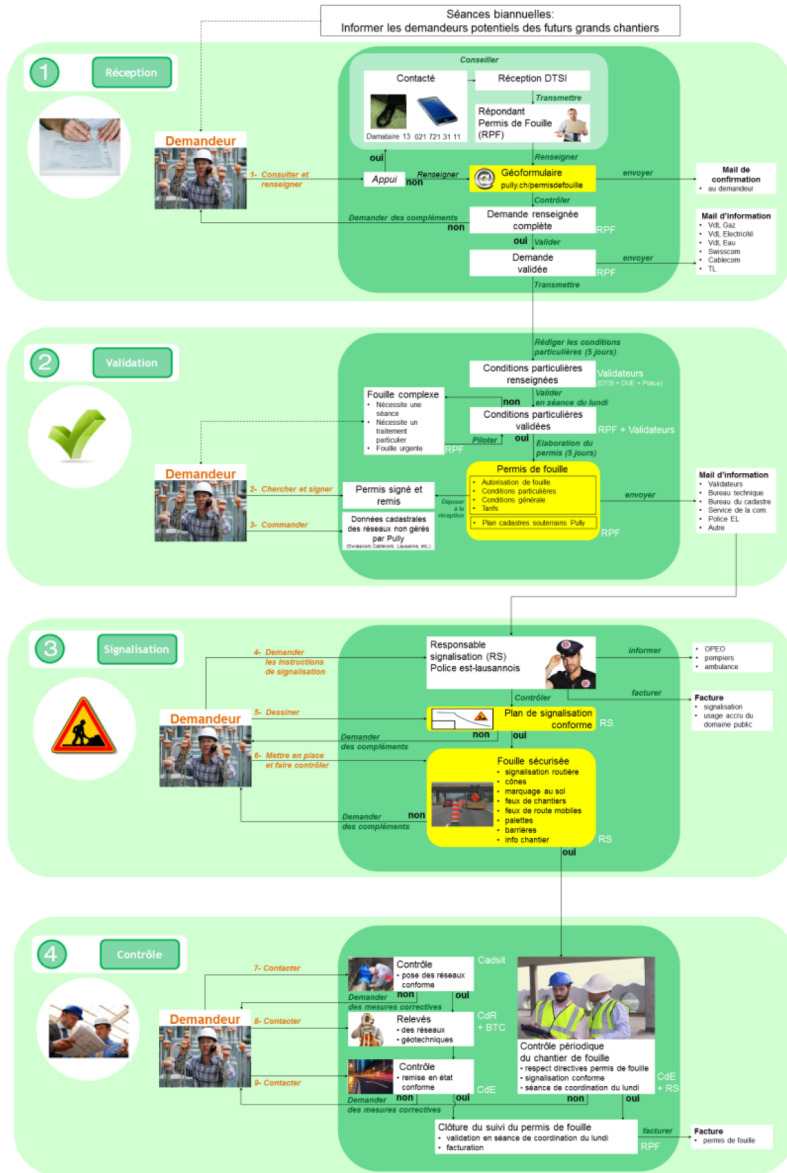 Séances biannuelles:
Informer les demandeurs potentiels des futurs grands chantiers
1
Réception
Conseiller
Contacté
Réception DTSI
Transmettre
Répondant
Permis de Fouille
(RPF)
Damataire 13 021 721 31 11
Demandeur
oui
Renseigner
1- Consulter et
renseigner
Appui
Renseigner
non
Géoformulaire
pully.ch/permisdefouille
envoyer
Mail de
confirmation
• au demandeur
Contrôler
Demander des compléments
non
Demande renseignée
complète
RPF
oui
Valider
Mail d'information
• VdL Gaz
• VdL Electricité
• VdL Eau
• Swisscom
• Cablecom
• TL
Demande
validée
RPF
envoyer
Transmettre
2
Validation
Rédiger les conditions
particulières (5 jours)
Conditions particulières
renseignées
Validateurs
(DTSI + DUE + Police)
Valider
en séance du lundi
non
Fouille complexe
• Nécessite une
séance
• Nécessite un
traitement
particulier
• Fouille urgente
RPF
Conditions particulières
validées
RPF + Validateurs
Piloter
oui
Elaboration du
permis (5 jours)
Demandeur
2- Chercher et signer
Permis signé et
remis
Déposer
à la
réception
Permis de fouille
• Autorisation de fouille
• Conditions particulières
• Conditions générale
• Tarifs
• Plan cadastres souterrains Pully
RPF
envoyer
Mail d'information
• Validateurs
• Bureau technique
• Bureau du cadastre
• Service de la com.
• Police EL
• Autre
3- Commander
Données cadastrales
des réseaux non gérés
par Pully
(Swisscom,Cablecom, Lausanne, etc.)
3
Signalisation
4- Demander
les instructions
de signalisation
Responsable
signalisation (RS)
Police est-lausannois
informer
• OPEO
• pompiers
• ambulance
Contrôler
facturer
Facture
• signalisation
• usage accru du
domaine public
Demandeur
5- Dessiner
Plan de signalisation
conforme
RS
Demander
des compléments
non
oui
6- Mettre en place
et faire contrôler
Fouille sécurisée
• signalisation routière
• cônes
• marquage au sol
• feux de chantiers
• feux de route mobiles
• palettes
• barrières
• info chantier
RS
Demander
des compléments
non
oui
4
Contrôle
7- Contacter
Contrôle
• pose des réseaux
conforme
Cadsit
Demander
des mesures correctives
non
oui
Demandeur
8- Contacter
Relevés
• des réseaux
• géotechniques
CdR
+ BTC
9- Contacter
Contrôle
• remise en état
conforme
CdE
Demander
des mesures correctives
non
oui
Contrôle périodique
du chantier de fouille
• respect directives permis de fouille
• signalisation conforme
• séance de coordination du lundi
CdE
+ RS
non
oui
Clôture du suivi du permis de fouille
• validation en séance de coordination du lundi
• facturation
RPF
facturer
Facture
• permis de fouille